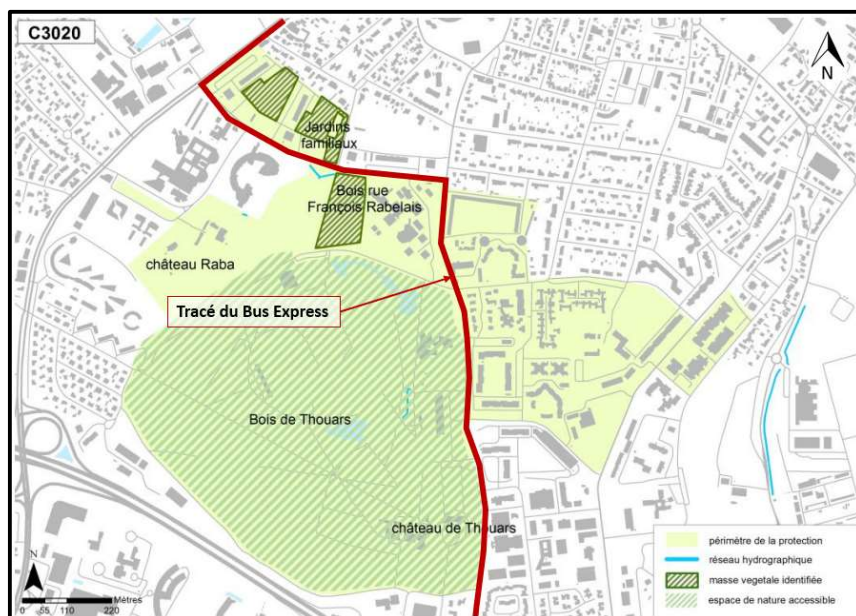 C3020
N
Jardins
familiaux
Bois rue
François Rabelais
château Raba
Tracé du Bus Express
Bois de Thouars
château de Thouars
N
Mètres
0 55 110 220
périmètre de la protection
réseau hydrographique
masse vegetale identifiée
espace de nature accessible